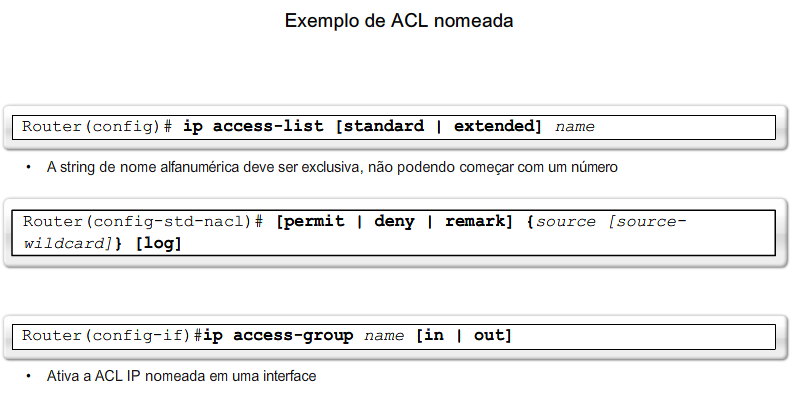 Exemplo de ACL nomeada
Router(config)# ip access-list [standard | extended] name
• A string de nome alfanumérica deve ser exclusiva, não podendo começar com um número
Router(config-std-nacl)# [permit | deny | remark] {source [source-
wildcard]} [log]
Router(config-if)#ip access-group name [in | out]
• Ativa a ACL IP nomeada em uma interface